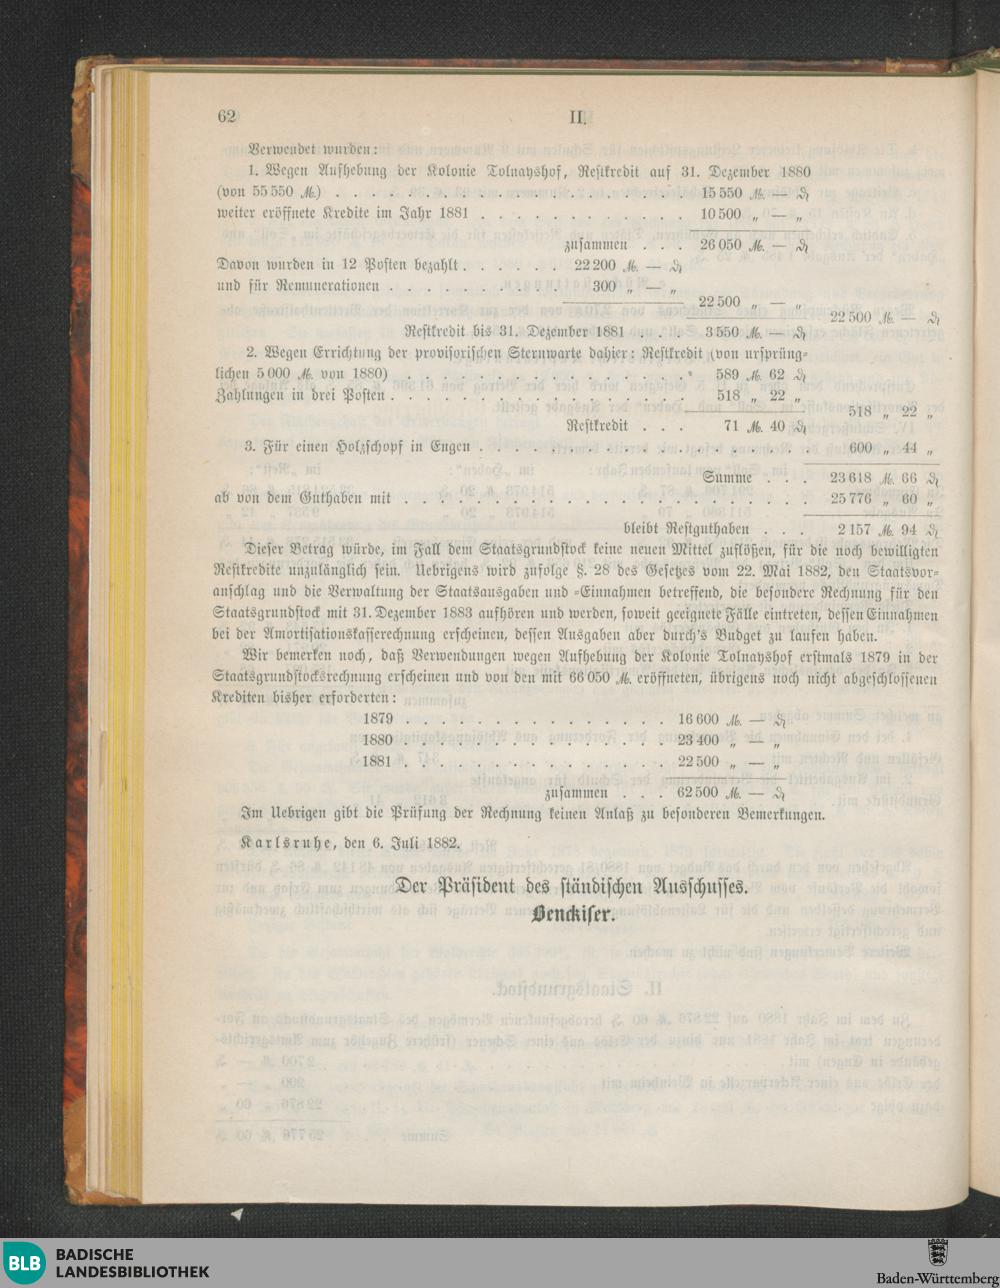 62 II.
Verwendet wurden:
1. Wegen Aufhebung der Kolonie Tolnayshof, Restkredit auf 31. Dezember 1880
(von 55 550 ℳ.) . . . . . . . . . . . . . . 15 550 ℳ. — ₰
weiter eröffnete Kredite im Jahr 1881 . . . . . . . . . . 10 500 „ — „
zusammen . . . 26 050 ℳ. — ₰
Davon wurden in 12 Posten bezahlt . . . . . . 22 200 ℳ. — ₰
und für Remunerationen . . . . . . . . . . 300 „ — „
22 500 „ — „
22 500 ℳ. — ₰
Restkredit bis 31. Dezember 1881 . . . 3 550 ℳ. — ₰
2. Wegen Errichtung der provisorischen Sternwarte dahier: Restkredit (von ursprüng-
lichen 5 000 ℳ. von 1880) . . . . . . . . . . . . . 589 ℳ. 62 ₰
Zahlungen in drei Posten . . . . . . . . . . . . . . 518 „ 22 „
518 „ 22 „
Restkredit . . . 71 ℳ. 40 ₰
3. Für einen Holzschopf in Engen . . . . . . . . . . . . . . . 600 „ 44 „
Summe . . . 23 618 ℳ. 66 ₰
ab von dem Guthaben mit . . . . . . . . . . . . . . . . . . 25 776 „ 60 „
bleibt Restguthaben . . . 2 157 ℳ. 94 ₰
Dieser Betrag würde, im Fall dem Staatsgrundstock keine neuen Mittel zuflößen, für die noch bewilligten
Restkredite unzulänglich sein. Uebrigens wird zufolge §. 28 des Gesetzes vom 22. Mai 1882, den Staatsvor-
anschlag und die Verwaltung der Staatsausgaben und -Einnahmen betreffend, die besondere Rechnung für den
Staatsgrundstock mit 31. Dezember 1883 aufhören und werden, soweit geeignete Fälle eintreten, dessen Einnahmen
bei der Amortisationskasserechnung erscheinen, dessen Ausgaben aber durch's Budget zu laufen haben.
Wir bemerken noch, daß Verwendungen wegen Aufhebung der Kolonie Tolnayshof erstmals 1879 in der
Staatsgrundstocksrechnung erscheinen und von den mit 66 050 ℳ. eröffneten, übrigens noch nicht abgeschlossenen
Krediten bisher erforderten:
1879 . . . . . . . . . . . . . . 16 600 ℳ. — ₰
1880 . . . . . . . . . . . . . . 23 400 „ — „
1881 . . . . . . . . . . . . . . 22 500 „ — „
zusammen . . . 62 500 ℳ. — ₰
Im Uebrigen gibt die Prüfung der Rechnung keinen Anlaß zu besonderen Bemerkungen.
Karlsruhe, den 6. Juli 1882.
Der Präsident des ständischen Ausschusses.
Benckiser.
BLB BADISCHE
LANDESBIBLIOTHEK
Baden-Württemberg